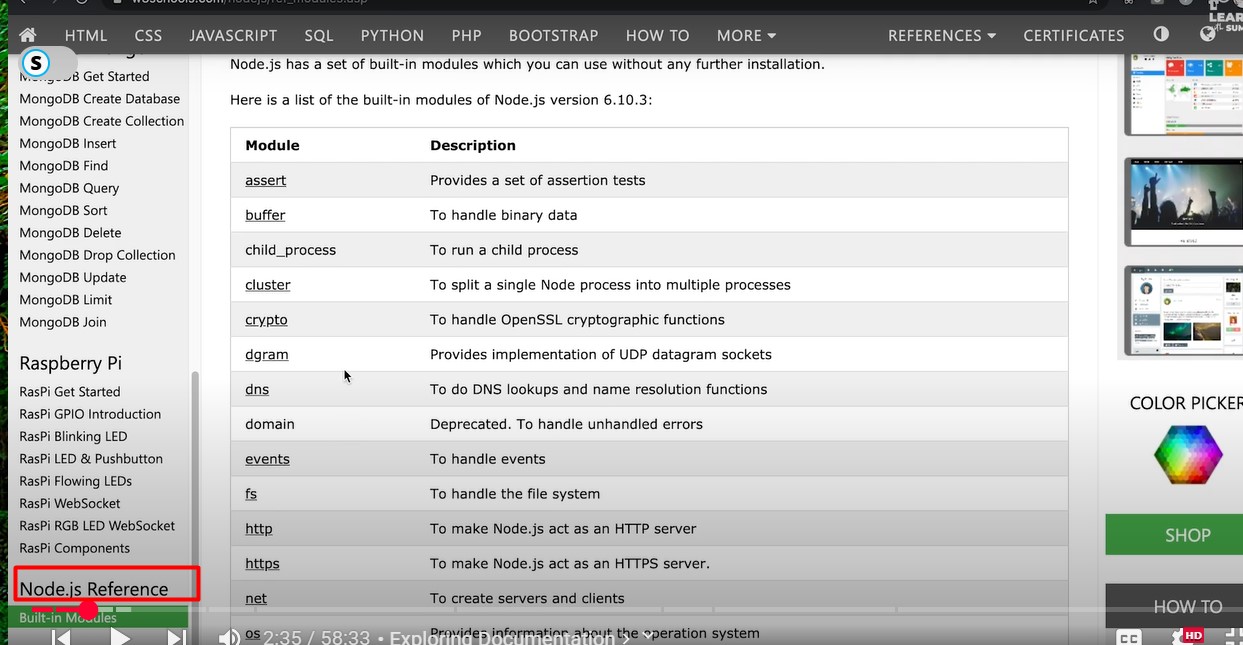 w3schools.com/nodejs/ref_modules.asp
LEARN
with SUM
HTML CSS JAVASCRIPT SQL PYTHON PHP BOOTSTRAP HOW TO MORE REFERENCES CERTIFICATES
S
MongoDB Get Started
MongoDB Create Database
MongoDB Create Collection
MongoDB Insert
MongoDB Find
MongoDB Query
MongoDB Sort
MongoDB Delete
MongoDB Drop Collection
MongoDB Update
MongoDB Limit
MongoDB Join
Raspberry Pi
RasPi Get Started
RasPi GPIO Introduction
RasPi Blinking LED
RasPi LED & Pushbutton
RasPi Flowing LEDs
RasPi WebSocket
RasPi RGB LED WebSocket
RasPi Components
Node.js Reference
Built-in Modules
Node.js has a set of built-in modules which you can use without any further installation.
Here is a list of the built-in modules of Node.js version 6.10.3:
Module Description
assert Provides a set of assertion tests
buffer To handle binary data
child_process To run a child process
cluster To split a single Node process into multiple processes
crypto To handle OpenSSL cryptographic functions
dgram Provides implementation of UDP datagram sockets
dns To do DNS lookups and name resolution functions
domain Deprecated. To handle unhandled errors
events To handle events
fs To handle the file system
http To make Node.js act as an HTTP server
https To make Node.js act as an HTTPS server.
net To create servers and clients
os Provides information about the operation system
COLOR PICKER
SHOP
HOW TO
2:35 / 58:33 • Exploring Documentation >
CC HD